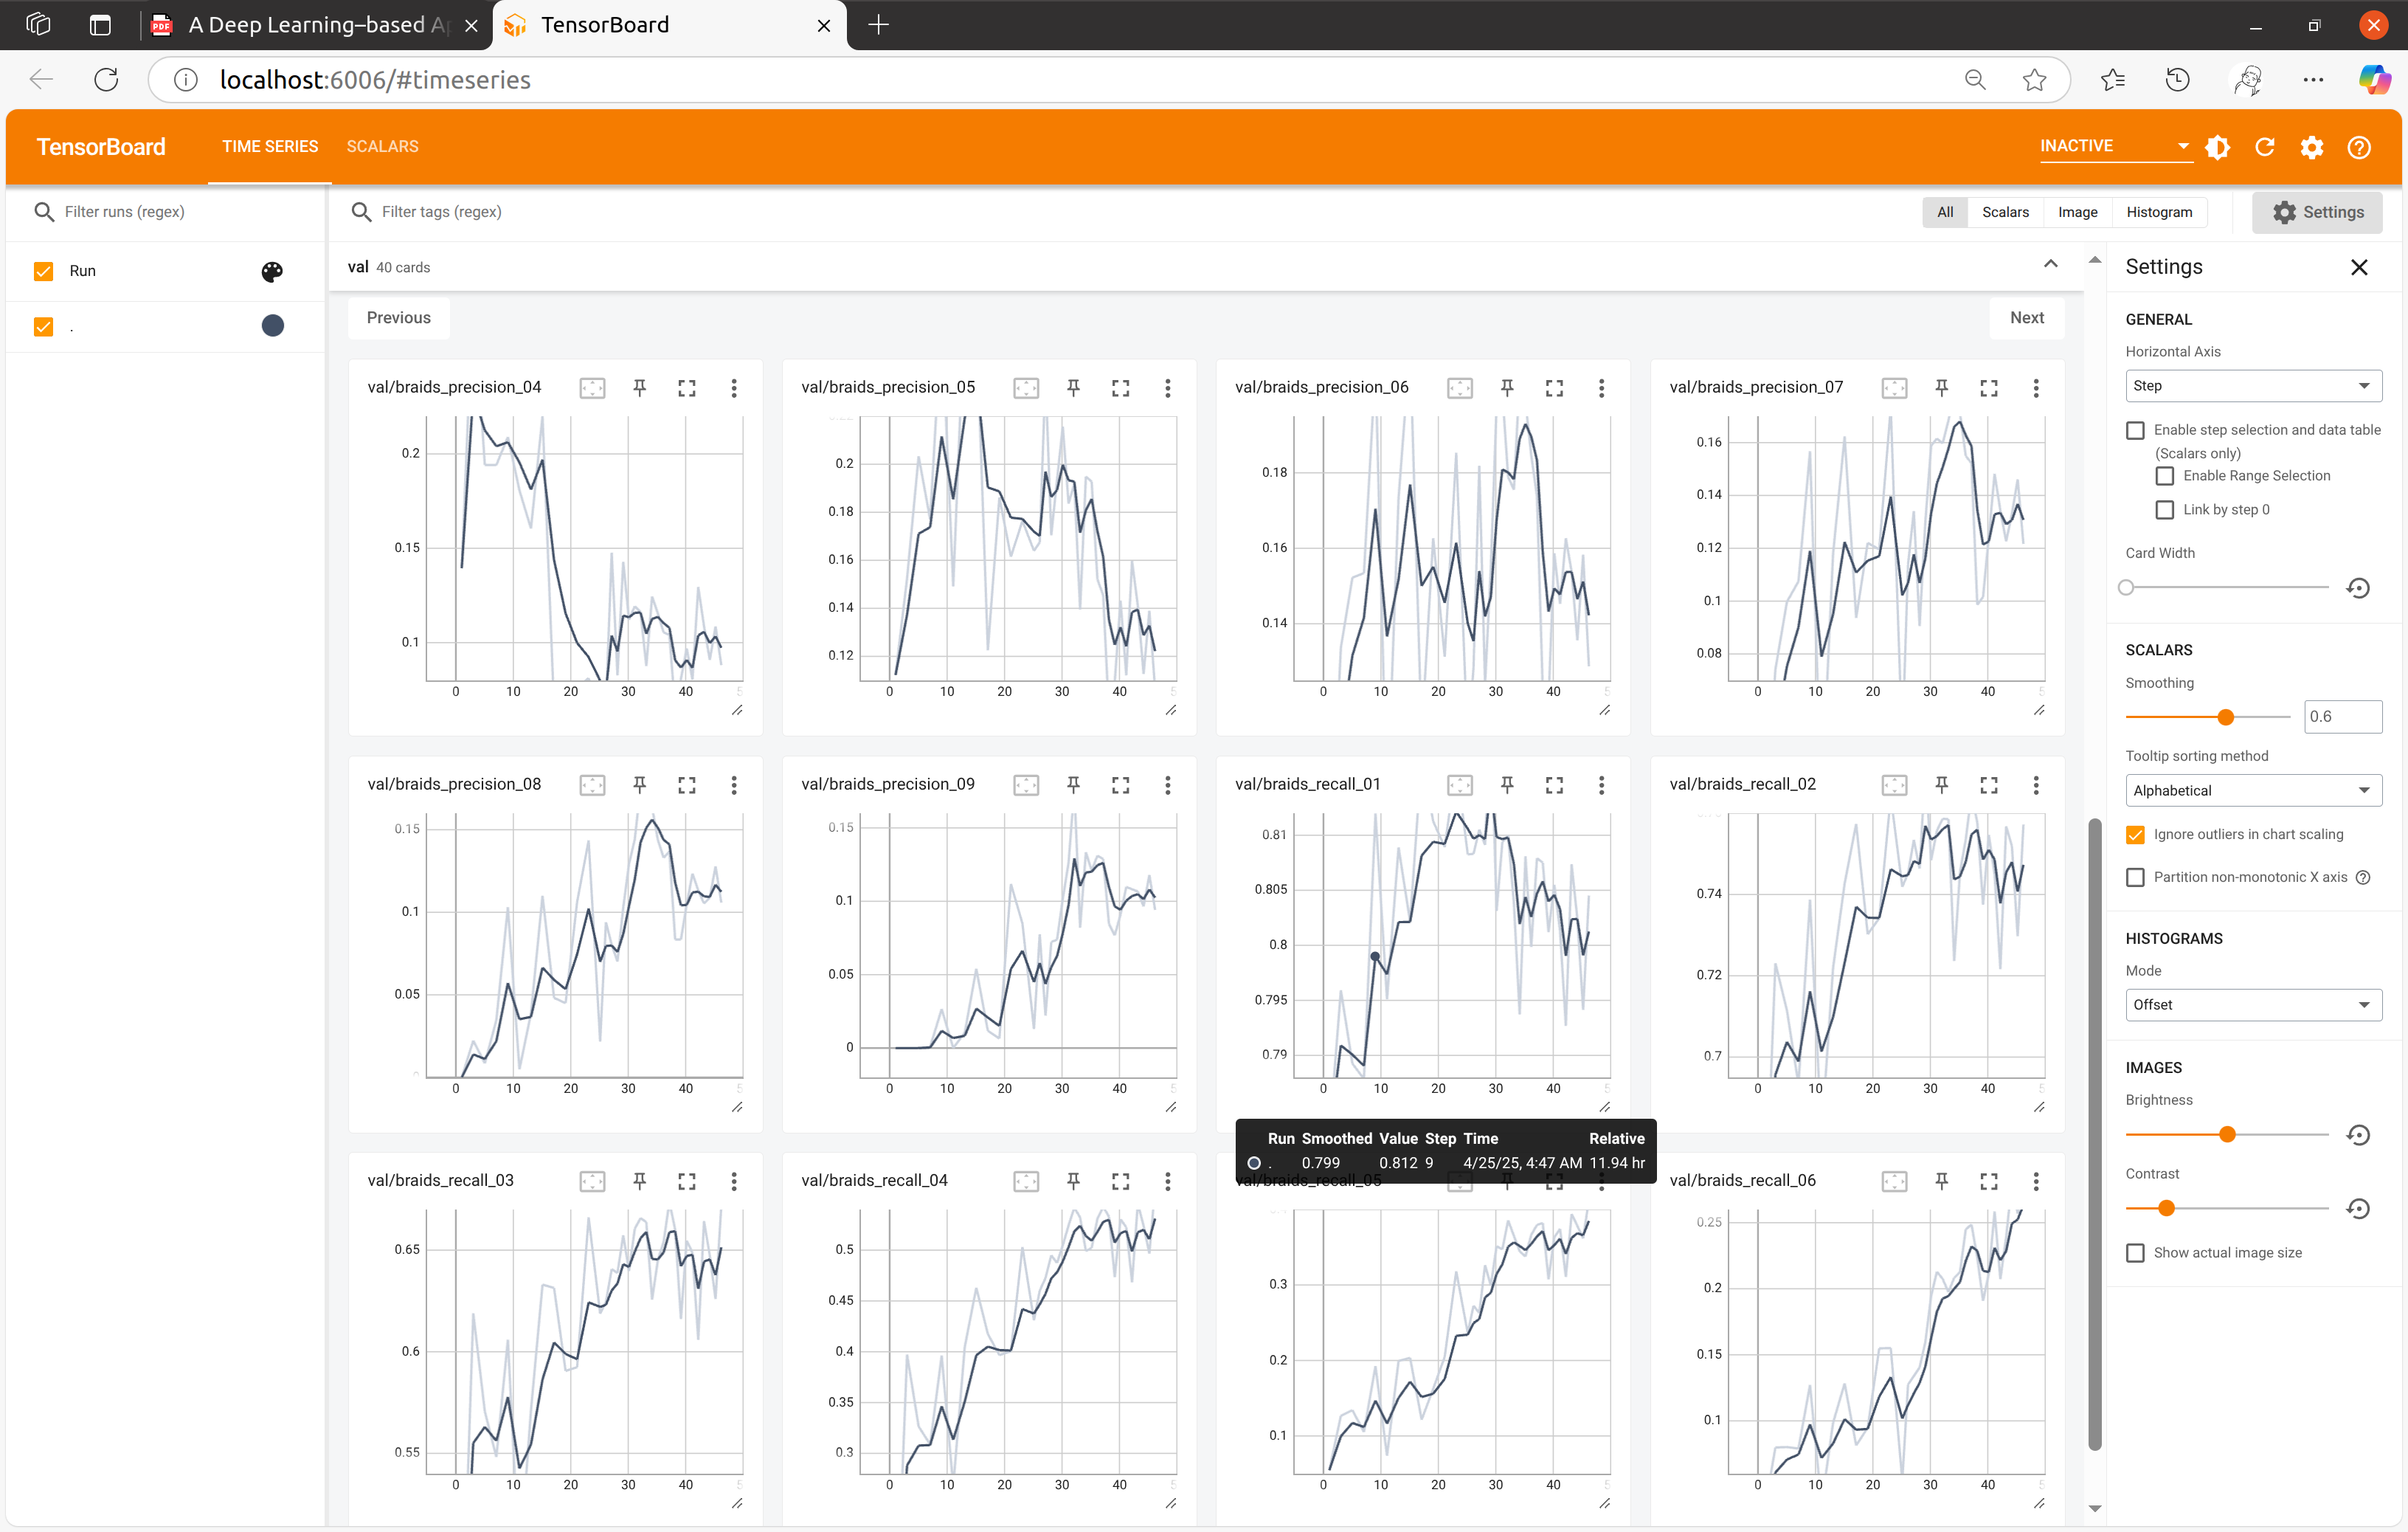 A Deep Learning–based Ap
TensorBoard
localhost:6006/#timeseries
TensorBoard
TIME SERIES
SCALARS
INACTIVE
Filter runs (regex)
Filter tags (regex)
All
Scalars
Image
Histogram
Settings
Run
.
val 40 cards
Previous
Next
val/braids_precision_04
0.2
0.15
0.1
0 10 20 30 40 5
val/braids_precision_05
0.2
0.18
0.16
0.14
0.12
0 10 20 30 40 5
val/braids_precision_06
0.18
0.16
0.14
0 10 20 30 40 5
val/braids_precision_07
0.16
0.14
0.12
0.1
0.08
0 10 20 30 40 5
val/braids_precision_08
0.15
0.1
0.05
0 10 20 30 40 5
val/braids_precision_09
0.15
0.1
0.05
0
0 10 20 30 40 5
val/braids_recall_01
0.81
0.805
0.8
0.795
0.79
0 10 20 30 40 5
val/braids_recall_02
0.74
0.72
0.7
0 10 20 30 40 5
Run Smoothed Value Step Time Relative
. 0.799 0.812 9 4/25/25, 4:47 AM 11.94 hr
val/braids_recall_03
0.65
0.6
0.55
0 10 20 30 40 5
val/braids_recall_04
0.5
0.45
0.4
0.35
0.3
0 10 20 30 40 5
val/braids_recall_05
0.3
0.2
0.1
0 10 20 30 40 5
val/braids_recall_06
0.25
0.2
0.15
0.1
0 10 20 30 40 5
Settings
GENERAL
Horizontal Axis
Step
Enable step selection and data table
(Scalars only)
Enable Range Selection
Link by step 0
Card Width
SCALARS
Smoothing
0.6
Tooltip sorting method
Alphabetical
Ignore outliers in chart scaling
Partition non-monotonic X axis
HISTOGRAMS
Mode
Offset
IMAGES
Brightness
Contrast
Show actual image size